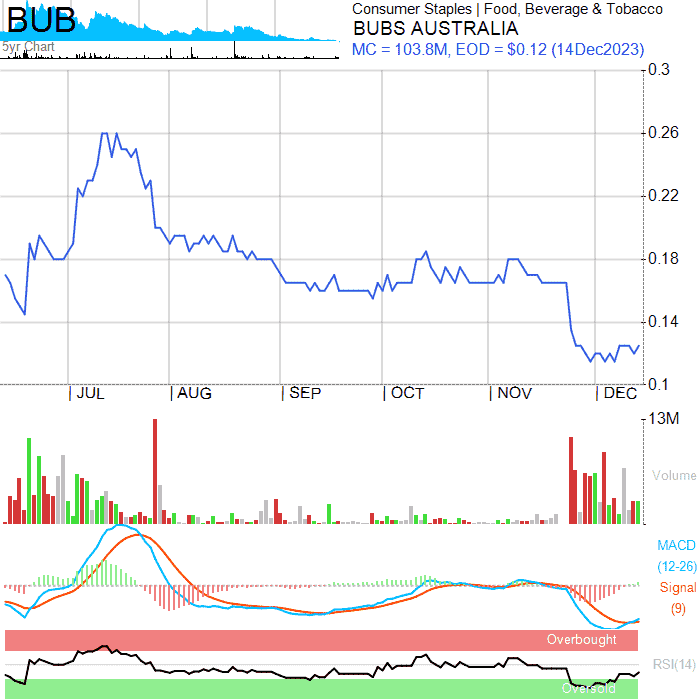 BUB
5yr Chart
Consumer Staples | Food, Beverage & Tobacco
BUBS AUSTRALIA
MC = 103.8M, EOD = $0.12 (14Dec2023)
0.3
0.26
0.22
0.18
0.14
0.1
JUL AUG SEP OCT NOV DEC
13M
Volume
MACD
(12-26)
Signal
(9)
Overbought
RSI(14)
Oversold